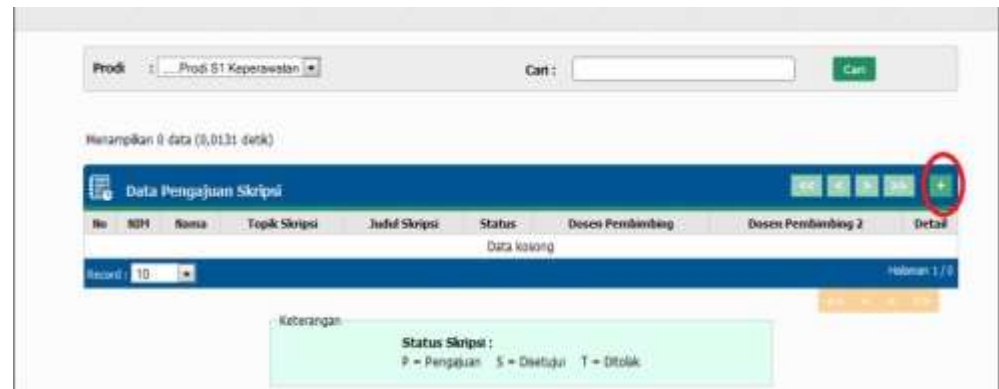 Prodi : ....Prodi S1 Keperawatan Cari : Cari
Menampilkan 0 data (0,0131 detik)
Data Pengajuan Skripsi << < > >> +
No NIM Nama Topik Skripsi Judul Skripsi Status Dosen Pembimbing Dosen Pembimbing 2 Detail
Data kosong
Record : 10 Halaman 1 / 0
<< < > >>
Keterangan
Status Skripsi :
P = Pengajuan S = Disetujui T = Ditolak